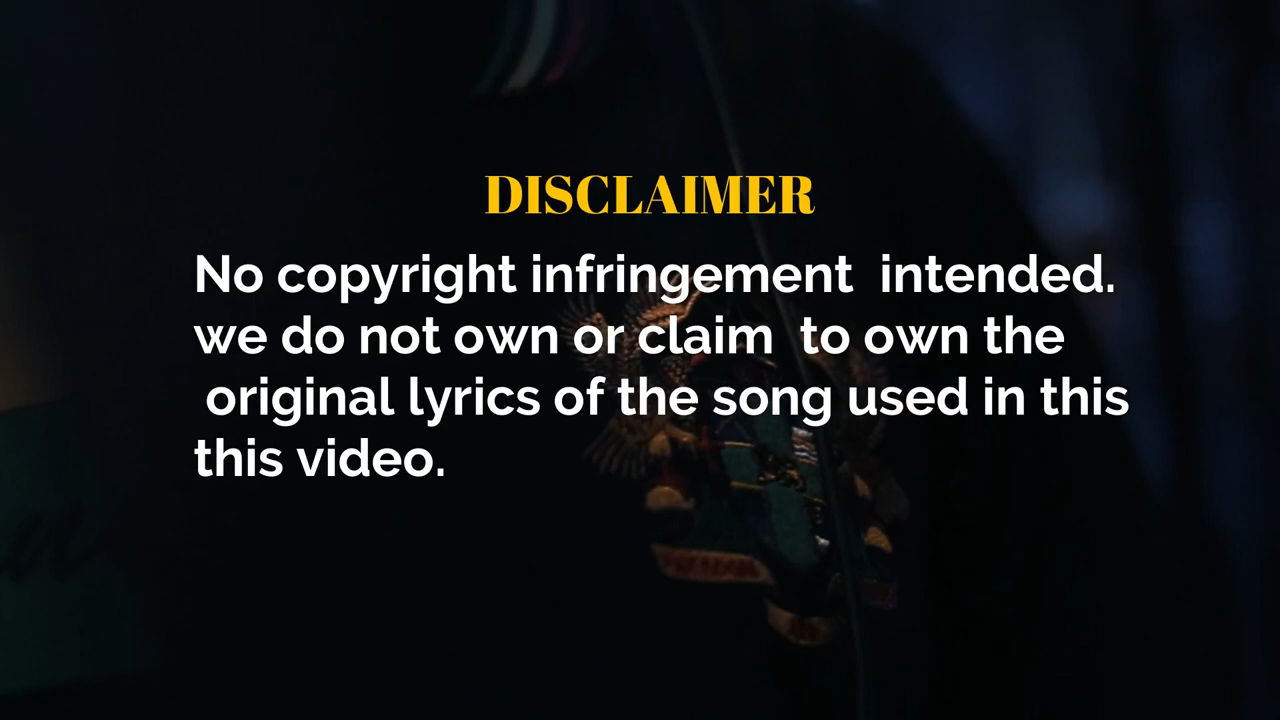 DISCLAIMER
No copyright infringement  intended.
we do not own or claim  to own the
original lyrics of the song used in this
this video.